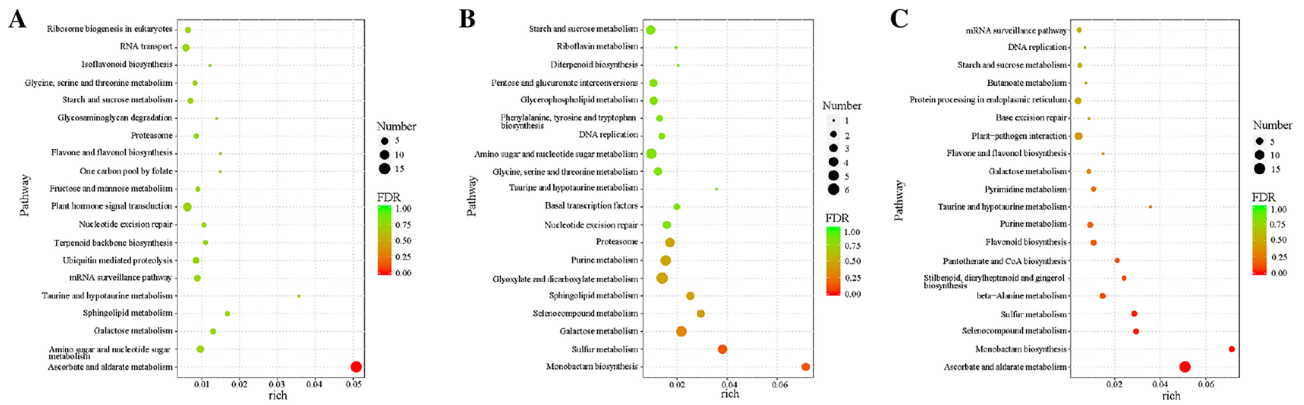 A
Ribosome biogenesis in eukaryotes
RNA transport
Isoflavonoid biosynthesis
Glycine, serine and threonine metabolism
Starch and sucrose metabolism
Glycosminoglycan degradation
Proteasome
Flavone and flavonol biosynthesis
One carbon pool by folate
Fructose and mannose metabolism
Plant hormone signal transduction
Nucleotide excision repair
Terpenoid backbone biosynthesis
Ubiquitin mediated proteolysis
mRNA surveillance pathway
Taurine and hypotaurine metabolism
Sphingolipid metabolism
Galactose metabolism
Amino sugar and nucleotide sugar
metabolism
Ascorbate and aldarate metabolism
Pathway
0.01 0.02 0.03 0.04 0.05
rich
Number
5
10
15
FDR
1.00
0.75
0.50
0.25
0.00
B
Starch and sucrose metabolism
Riboflavin metabolism
Diterpenoid biosynthesis
Pentose and glucuronate interconversions
Glycerophospholipid metabolism
Phenylalanine, tyrosine and tryptophan
biosynthesis
DNA replication
Amino sugar and nucleotide sugar metabolism
Glycine, serine and threonine metabolism
Taurine and hypotaurine metabolism
Basal transcription factors
Nucleotide excision repair
Proteasome
Purine metabolism
Glyoxylate and dicarboxylate metabolism
Sphingolipid metabolism
Selenocompound metabolism
Galactose metabolism
Sulfur metabolism
Monobactam biosynthesis
Pathway
0.02 0.04 0.06
rich
Number
1
2
3
4
5
6
FDR
1.00
0.75
0.50
0.25
0.00
C
mRNA surveillance pathway
DNA replication
Starch and sucrose metabolism
Butanoate metabolism
Protein processing in endoplasmic reticulum
Base excision repair
Plant-pathogen interaction
Flavone and flavonol biosynthesis
Galactose metabolism
Pyrimidine metabolism
Taurine and hypotaurine metabolism
Purine metabolism
Flavonoid biosynthesis
Pantothenate and CoA biosynthesis
Stilbenoid, diarylheptanoid and gingerol
biosynthesis
beta-Alanine metabolism
Sulfur metabolism
Selenocompound metabolism
Monobactam biosynthesis
Ascorbate and aldarate metabolism
Pathway
0.02 0.04 0.06
rich
Number
5
10
15
FDR
1.00
0.75
0.50
0.25
0.00